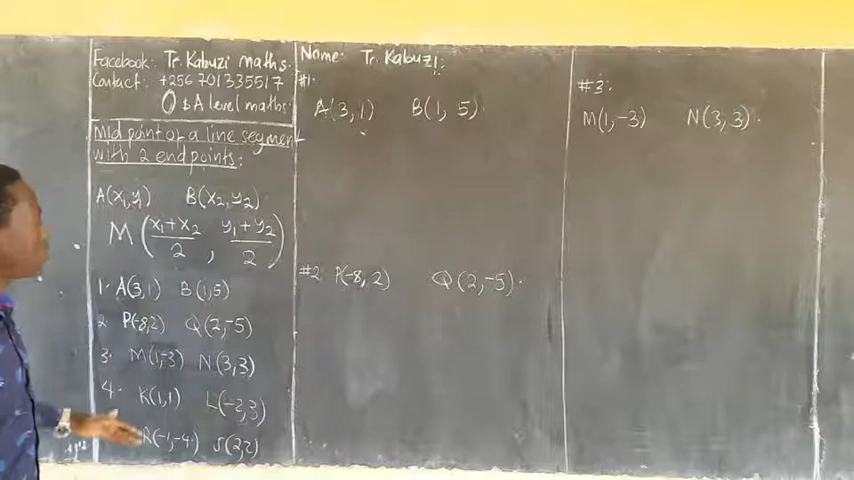 Facebook: Tr. Kabuzi maths.
Contact: +256 701335517
O & A level maths.
Mid point of a line segment
with 2 endpoints:
A(x₁,y₁) B(x₂,y₂)
M(x₁+x₂/2, y₁+y₂/2)
1. A(3,1) B(1,5)
2. P(-8,2) Q(2,-5)
3. M(1,-3) N(3,3)
4. K(1,1) L(-2,3)
R(-1,-4) S(2,2)
Name: Tr. Kabuzi.
#1:
A(3,1) B(1,5).
#2: P(-8,2) Q(2,-5).
#3:
M(1,-3) N(3,3).